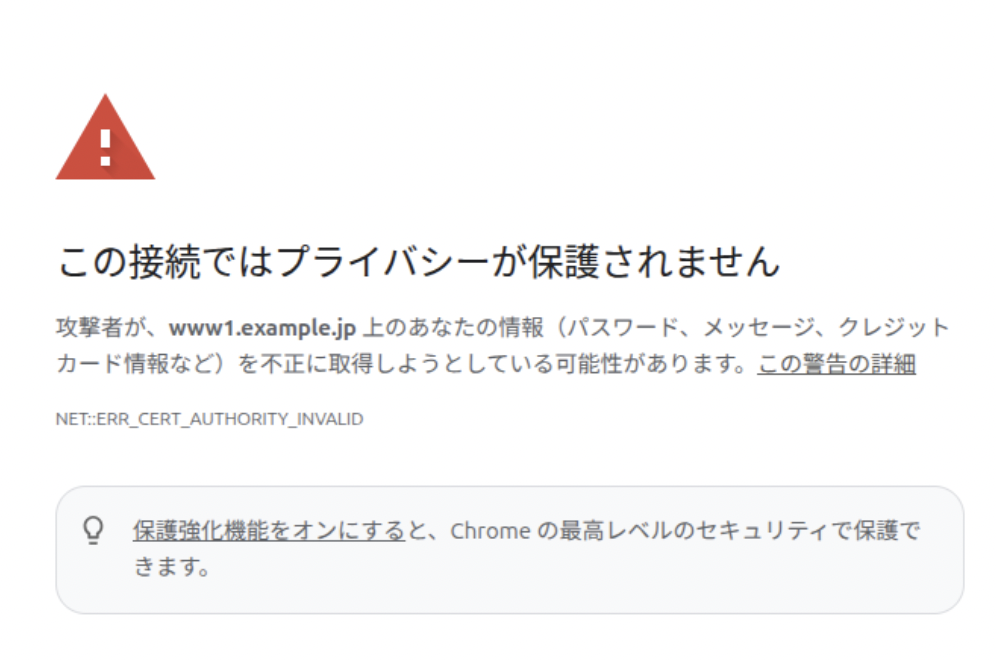 この接続ではプライバシーが保護されません
攻撃者が、www1.example.jp 上のあなたの情報（パスワード、メッセージ、クレジット
カード情報など）を不正に取得しようとしている可能性があります。この警告の詳細
NET::ERR_CERT_AUTHORITY_INVALID
保護強化機能をオンにすると、Chrome の最高レベルのセキュリティで保護で
きます。